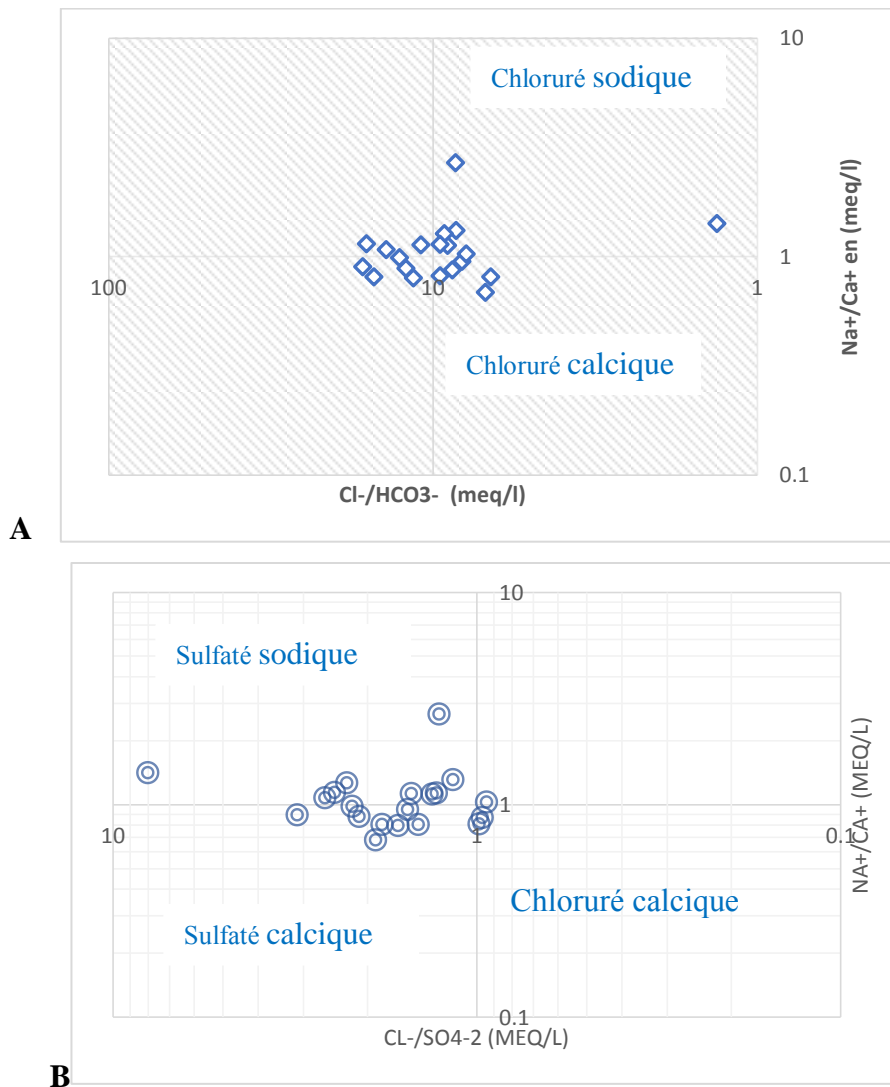 10
Chloruré sodique
1
100
10
1
Chloruré calcique
0.1
Na+/Ca+ en (meq/l)
Cl-/HCO3- (meq/l)
A
10
Sulfaté sodique
1
10
1
0.1
Chloruré calcique
Sulfaté calcique
0.1
NA+/CA+ (MEQ/L)
CL-/SO4-2 (MEQ/L)
B